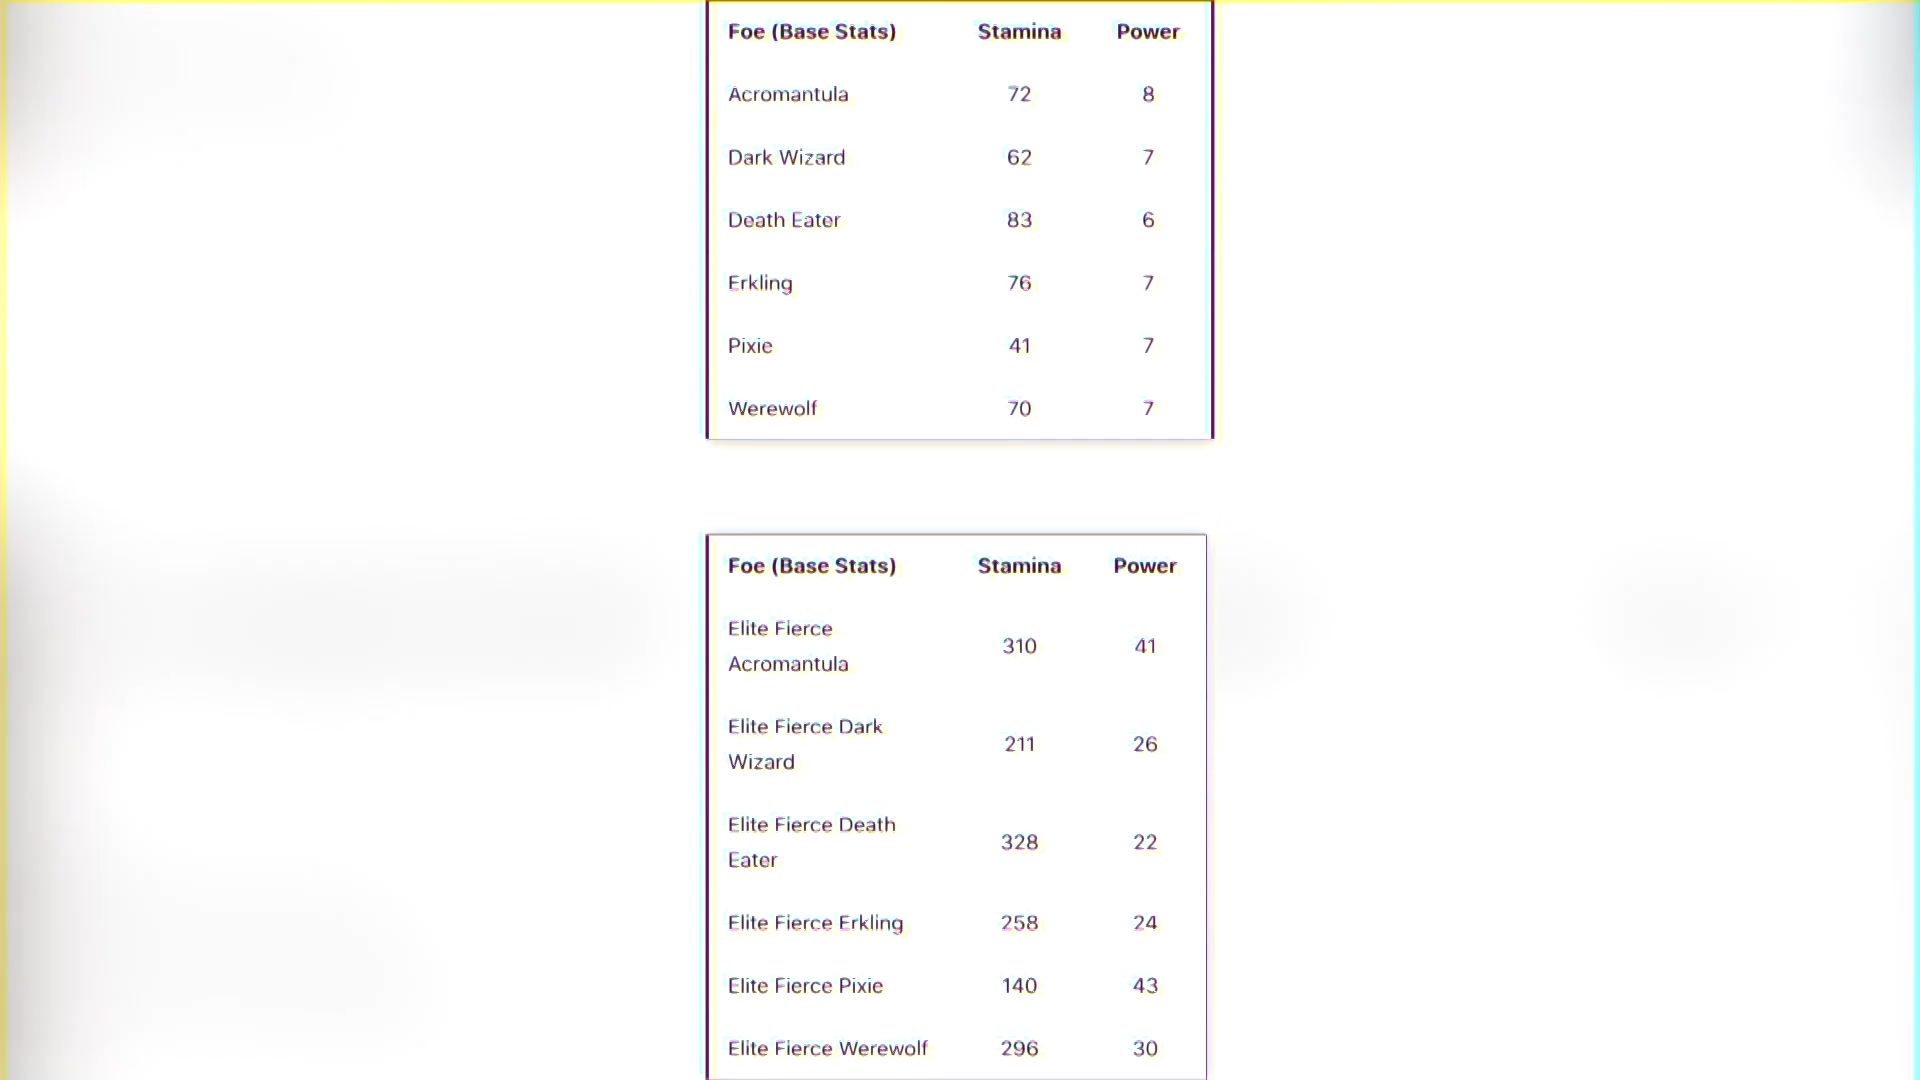 Foe (Base Stats) Stamina Power
Acromantula 72 8
Dark Wizard 62 7
Death Eater 83 6
Erkling 76 7
Pixie 41 7
Werewolf 70 7
Foe (Base Stats) Stamina Power
Elite Fierce
Acromantula 310 41
Elite Fierce Dark
Wizard 211 26
Elite Fierce Death
Eater 328 22
Elite Fierce Erkling 258 24
Elite Fierce Pixie 140 43
Elite Fierce Werewolf 296 30